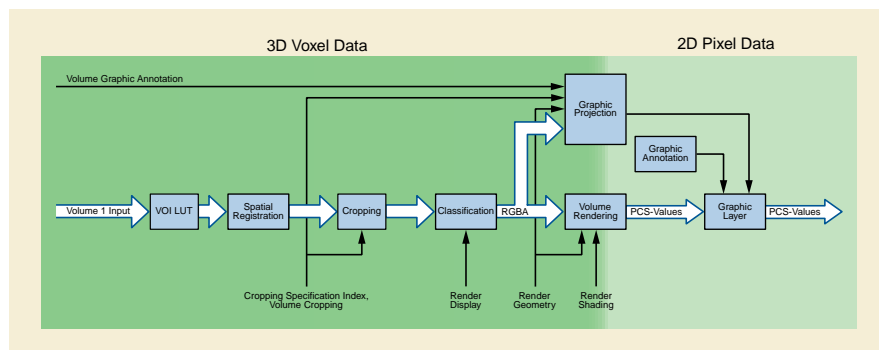 3D Voxel Data
2D Pixel Data
Volume Graphic Annotation
Graphic
Projection
Graphic
Annotation
Volume 1 Input
VOI LUT
Spatial
Registration
Cropping
Classification
RGBA
Volume
Rendering
PCS-Values
Graphic
Layer
PCS-Values
Cropping Specification Index,
Volume Cropping
Render
Display
Render
Geometry
Render
Shading